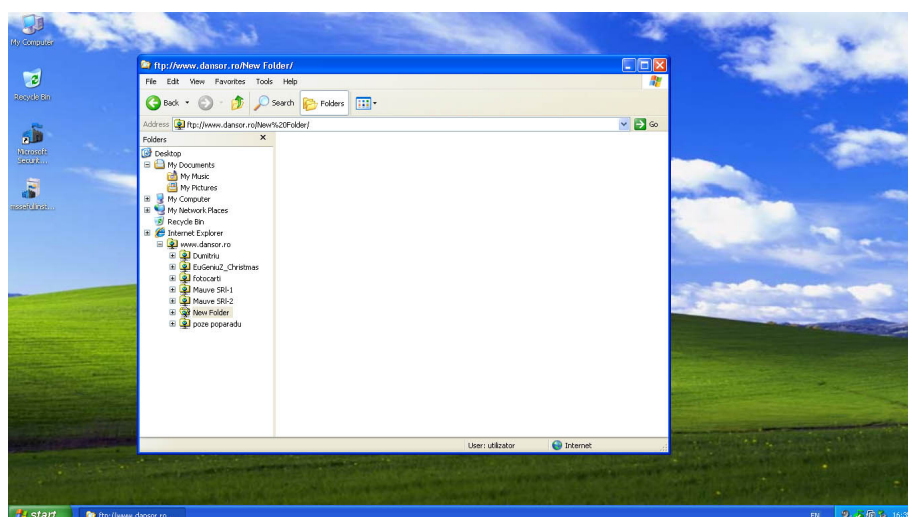 My Computer
Recycle Bin
Microsoft
Securit...
mssefullinst...
ftp://www.dansor.ro/New Folder/
File Edit View Favorites Tools Help
Back Search Folders
Address ftp://www.dansor.ro/New%20Folder/ Go
Folders
Desktop
My Documents
My Music
My Pictures
My Computer
My Network Places
Recycle Bin
Internet Explorer
www.dansor.ro
Dumitriu
EuGeniuZ_Christmas
fotocarti
Mauve SRl-1
Mauve SRl-2
New Folder
poze poparadu
User: utilizator Internet
start ftp://www.dansor.ro... EN